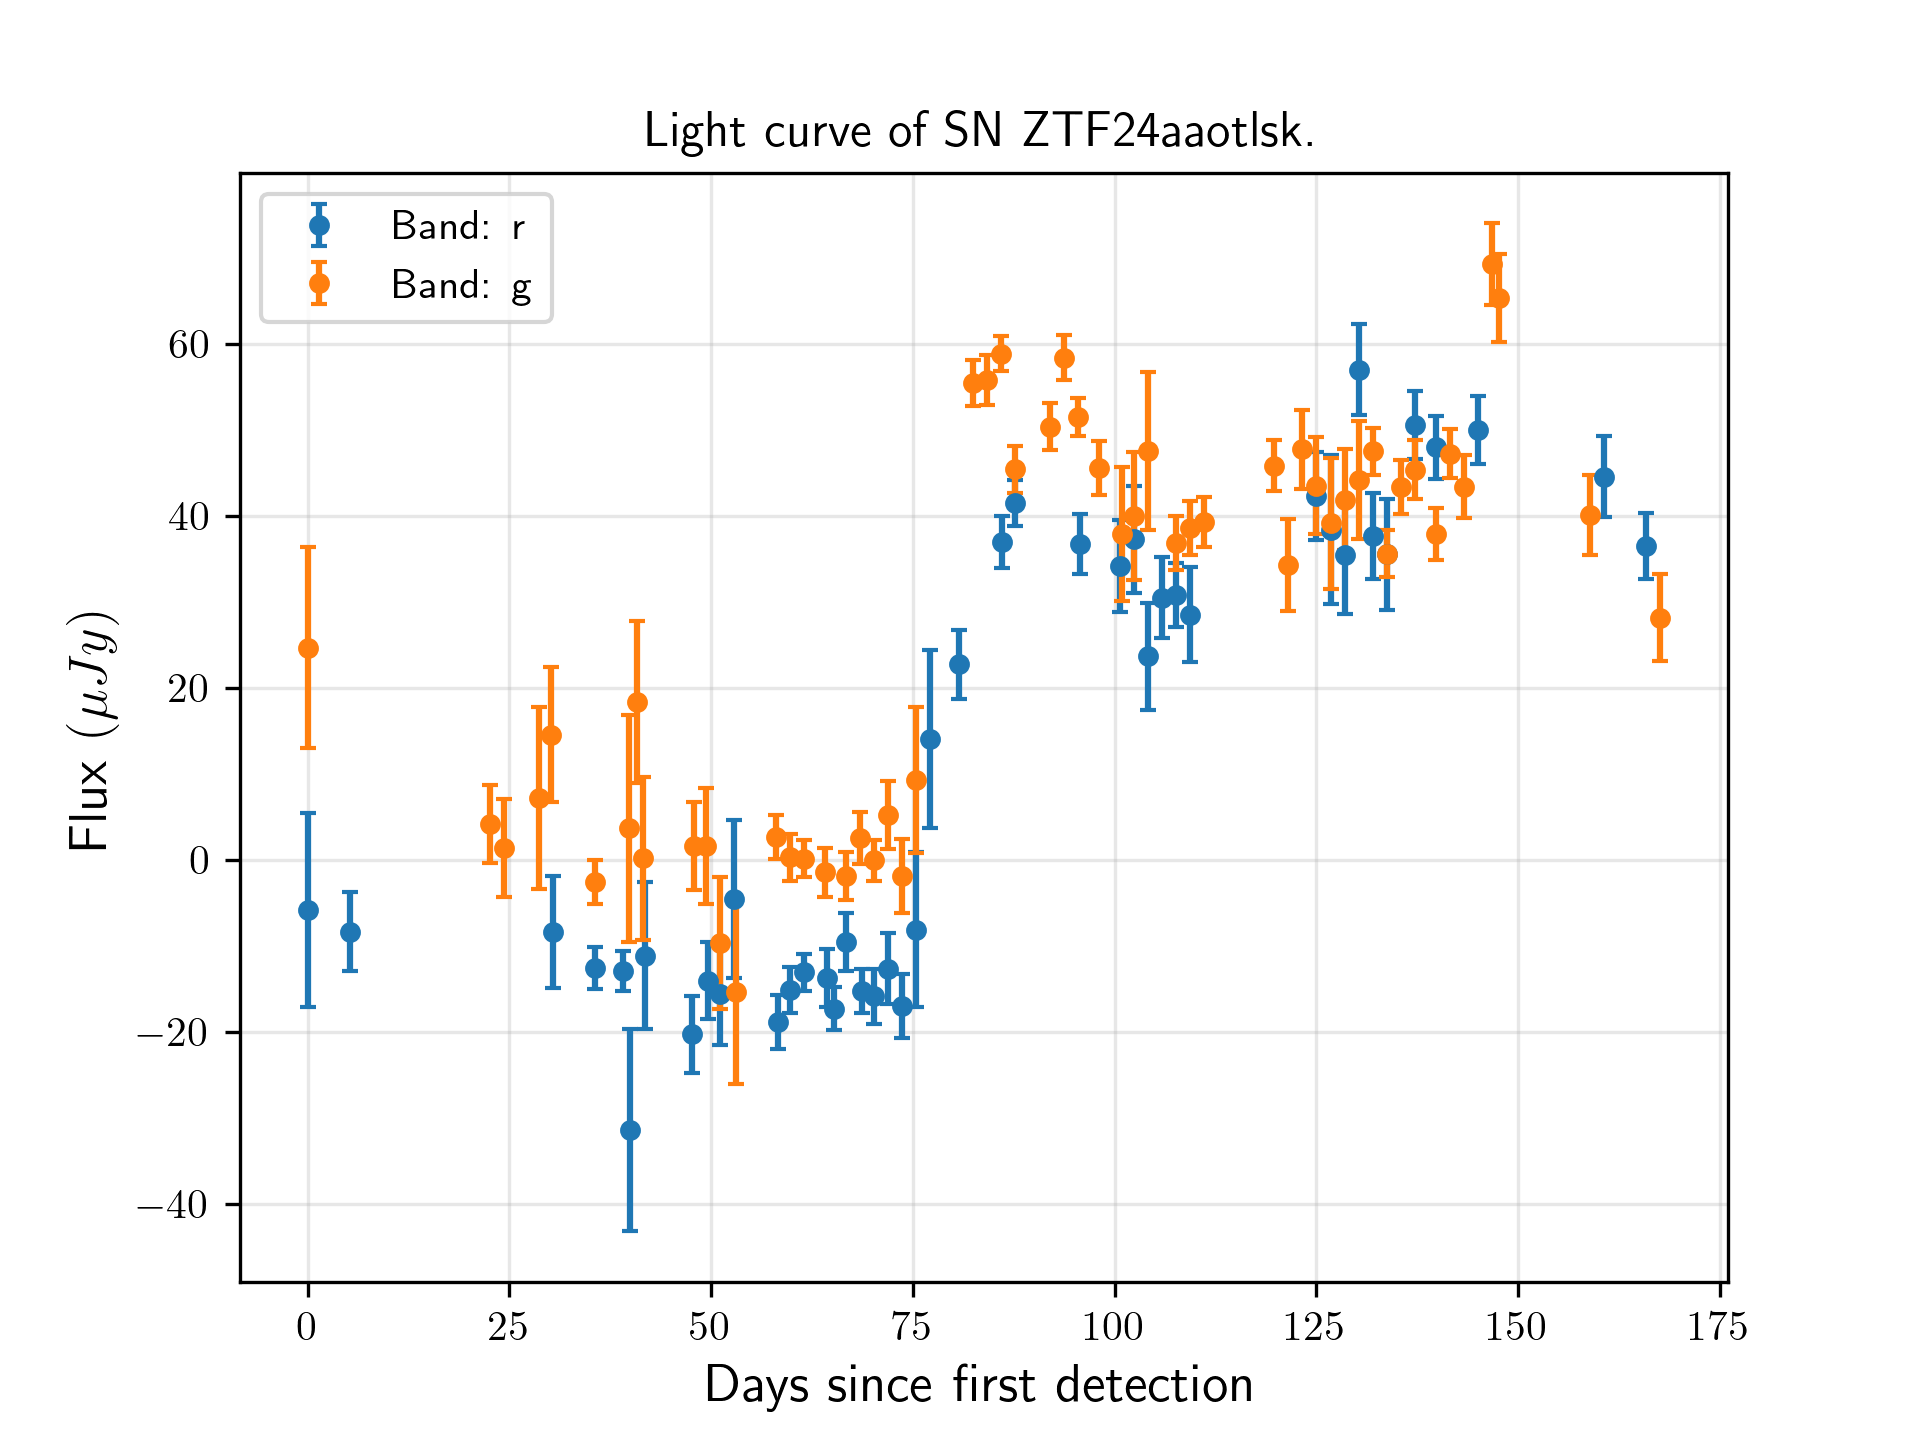 Light curve of SN ZTF24aaotlsk.
Band: r
Band: g
Flux (μJy)
60
40
20
0
−20
−40
0 25 50 75 100 125 150 175
Days since first detection